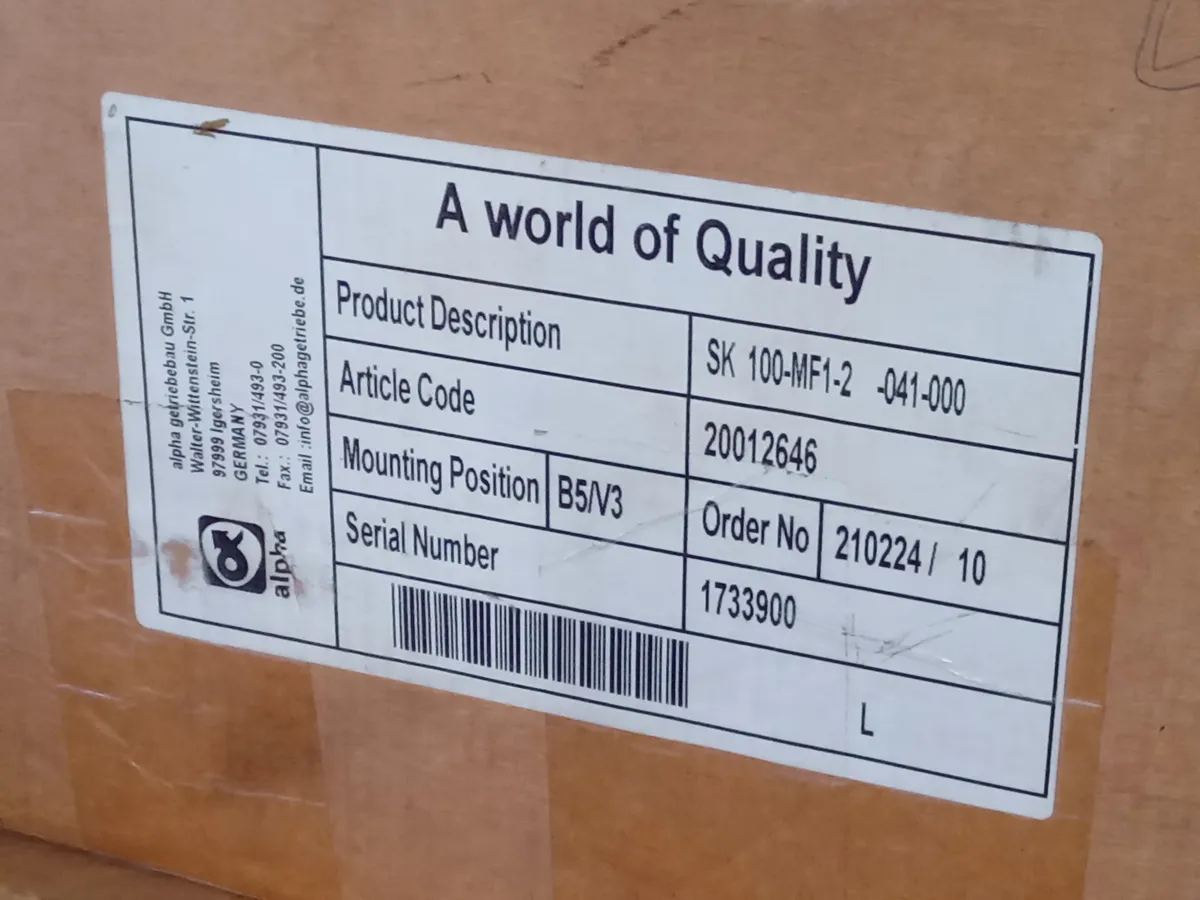 alpha getriebebau GmbH
Walter-Wittenstein-Str. 1
97999 Igersheim
GERMANY
Tel.: 07931/493-0
Fax.: 07931/493-200
Email :info@alphagetriebe.de
alpha
A world of Quality
Product Description SK 100-MF1-2 -041-000
Article Code 20012646
Mounting Position B5/V3 Order No 210224 / 10
Serial Number 1733900
L